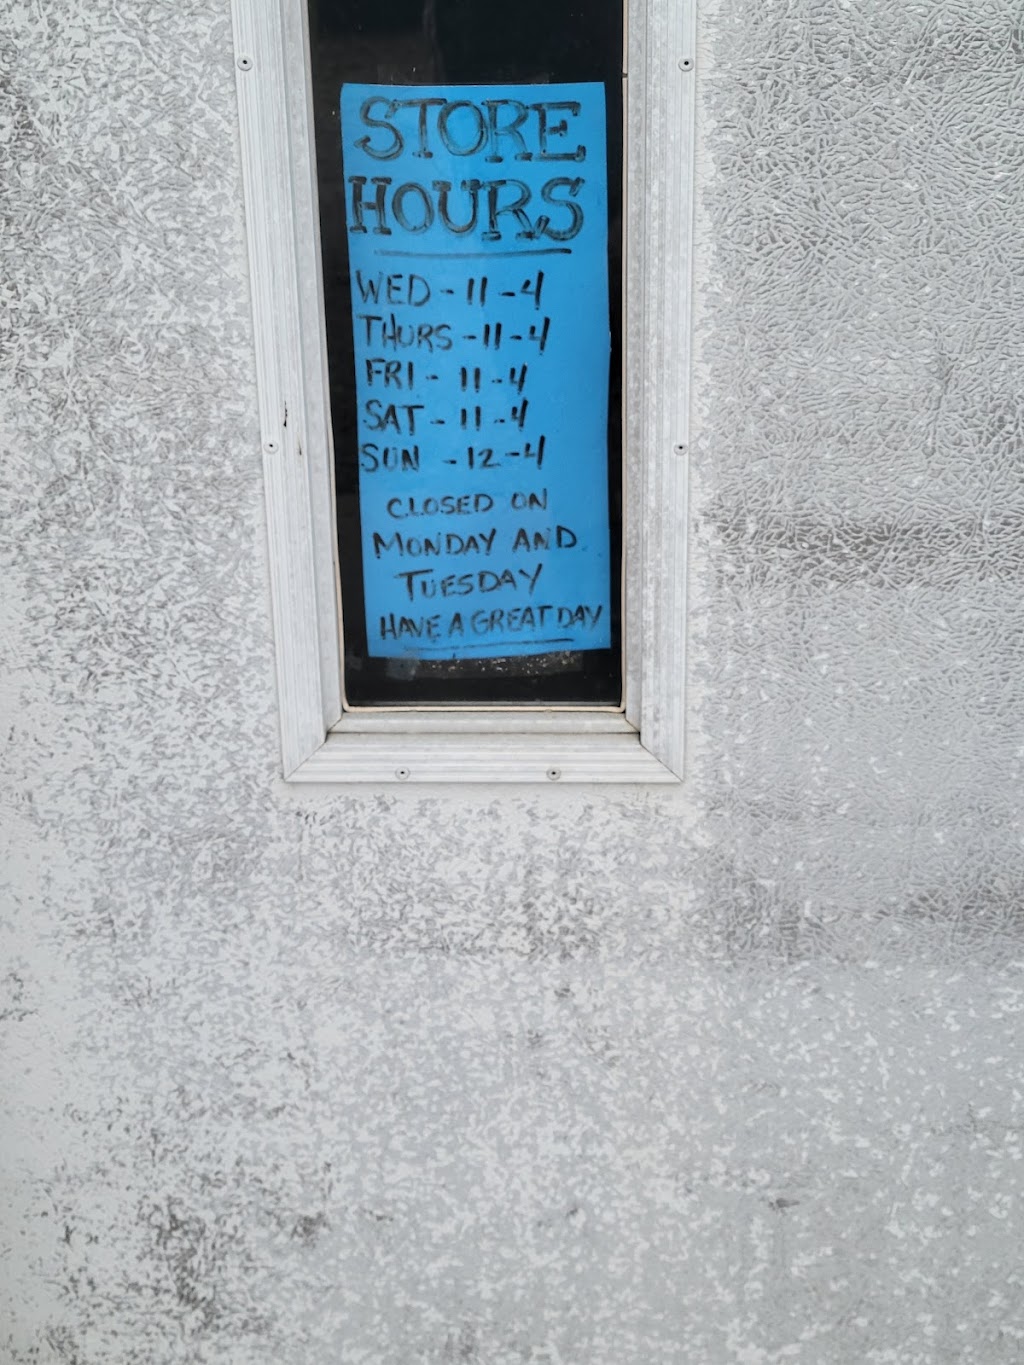 STORE
HOURS
WED - 11 - 4
THURS - 11 - 4
FRI - 11 - 4
SAT - 11 - 4
SUN - 12 - 4
CLOSED ON
MONDAY AND
TUESDAY
HAVE A GREAT DAY